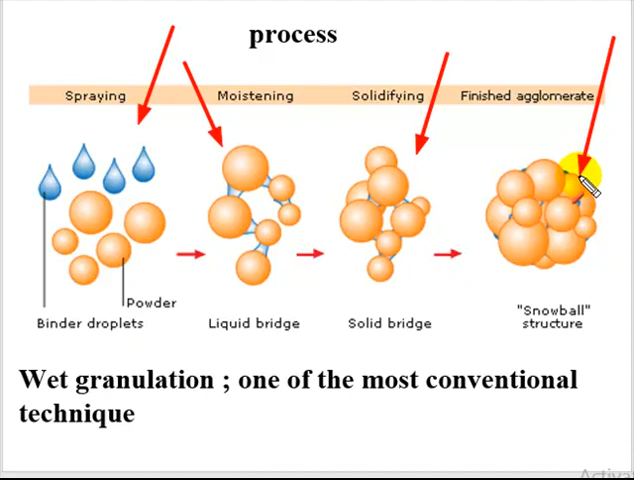 process
Spraying
Moistening
Solidifying
Finished agglomerate
Powder
Binder droplets
Liquid bridge
Solid bridge
"Snowball"
structure
Wet granulation ; one of the most conventional
technique